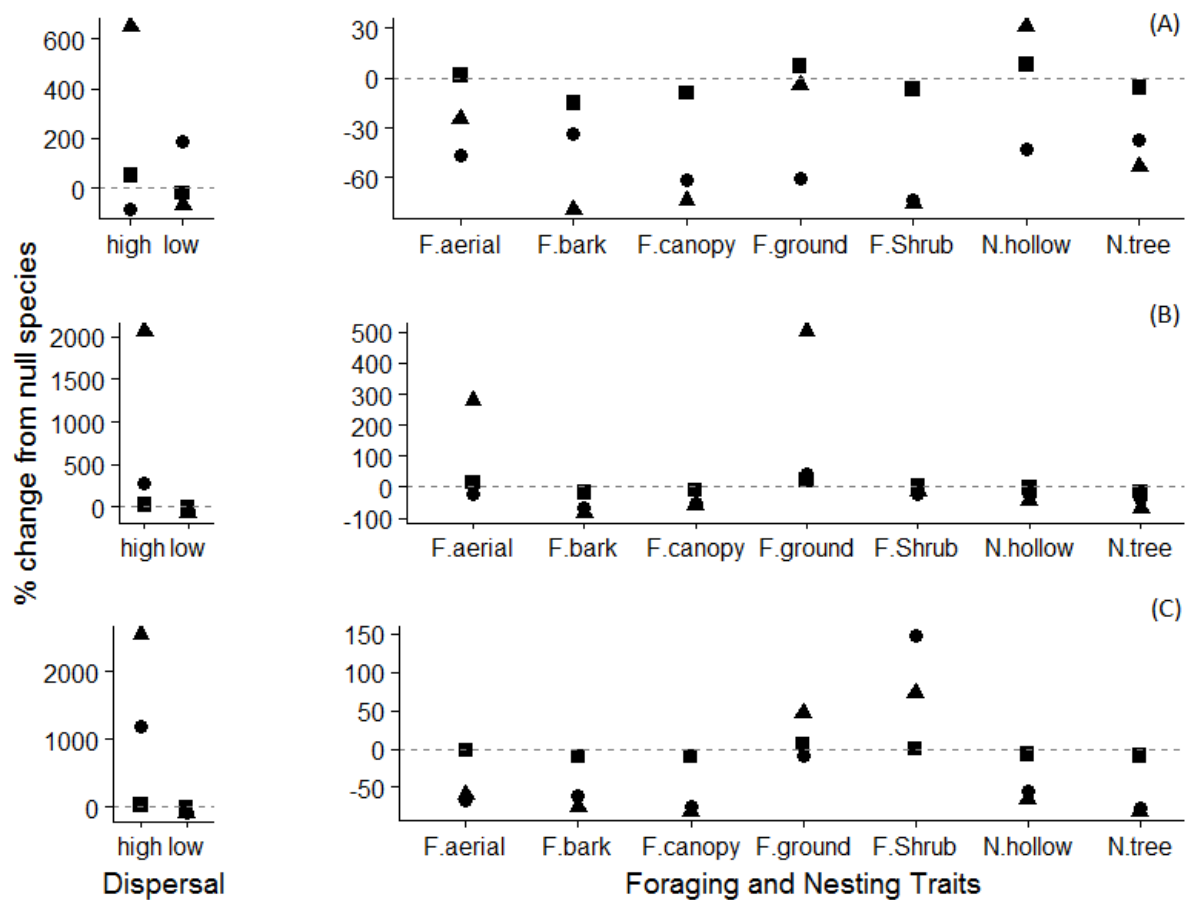 % change from null species
(A)
600
400
200
0
high low
30
0
-30
-60
F.aerial F.bark F.canopy F.ground F.Shrub N.hollow N.tree
(B)
2000
1500
1000
500
0
high low
500
400
300
200
100
0
-100
F.aerial F.bark F.canopy F.ground F.Shrub N.hollow N.tree
(C)
2000
1000
0
high low
150
100
50
0
-50
F.aerial F.bark F.canopy F.ground F.Shrub N.hollow N.tree
Dispersal
Foraging and Nesting Traits